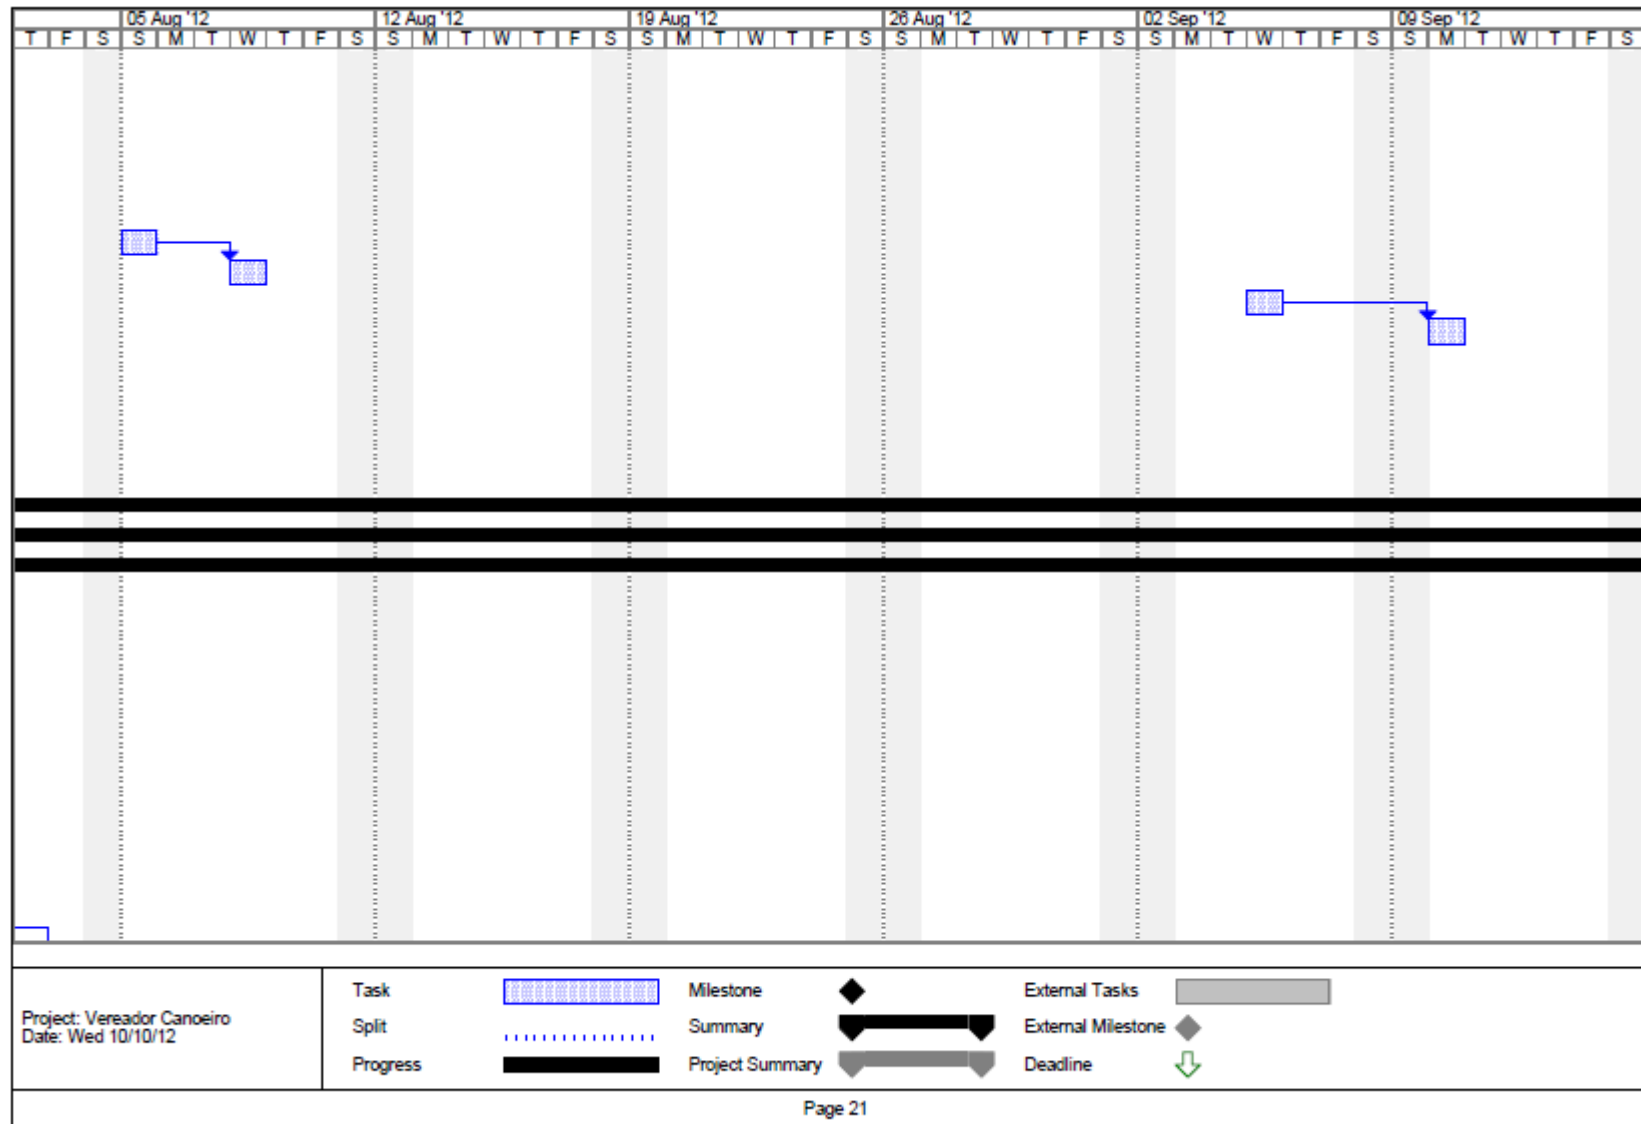 05 Aug '12 12 Aug '12 19 Aug '12 26 Aug '12 02 Sep '12 09 Sep '12
T F S S M T W T F S S M T W T F S S M T W T F S S M T W T F S S M T W T F S S M T W T F S
Project: Vereador Canoeiro
Date: Wed 10/10/12
Task
Split
Progress
Milestone
Summary
Project Summary
External Tasks
External Milestone
Deadline
Page 21